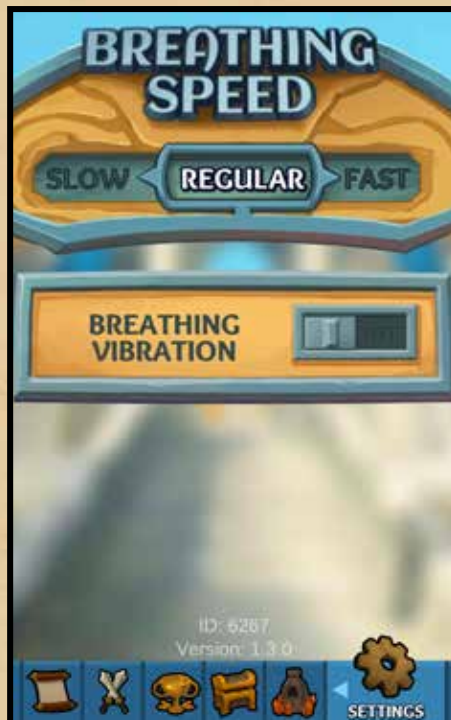 BREATHING
SPEED
SLOW REGULAR FAST
BREATHING
VIBRATION
ID: 6267
Version: 1.3.0
SETTINGS